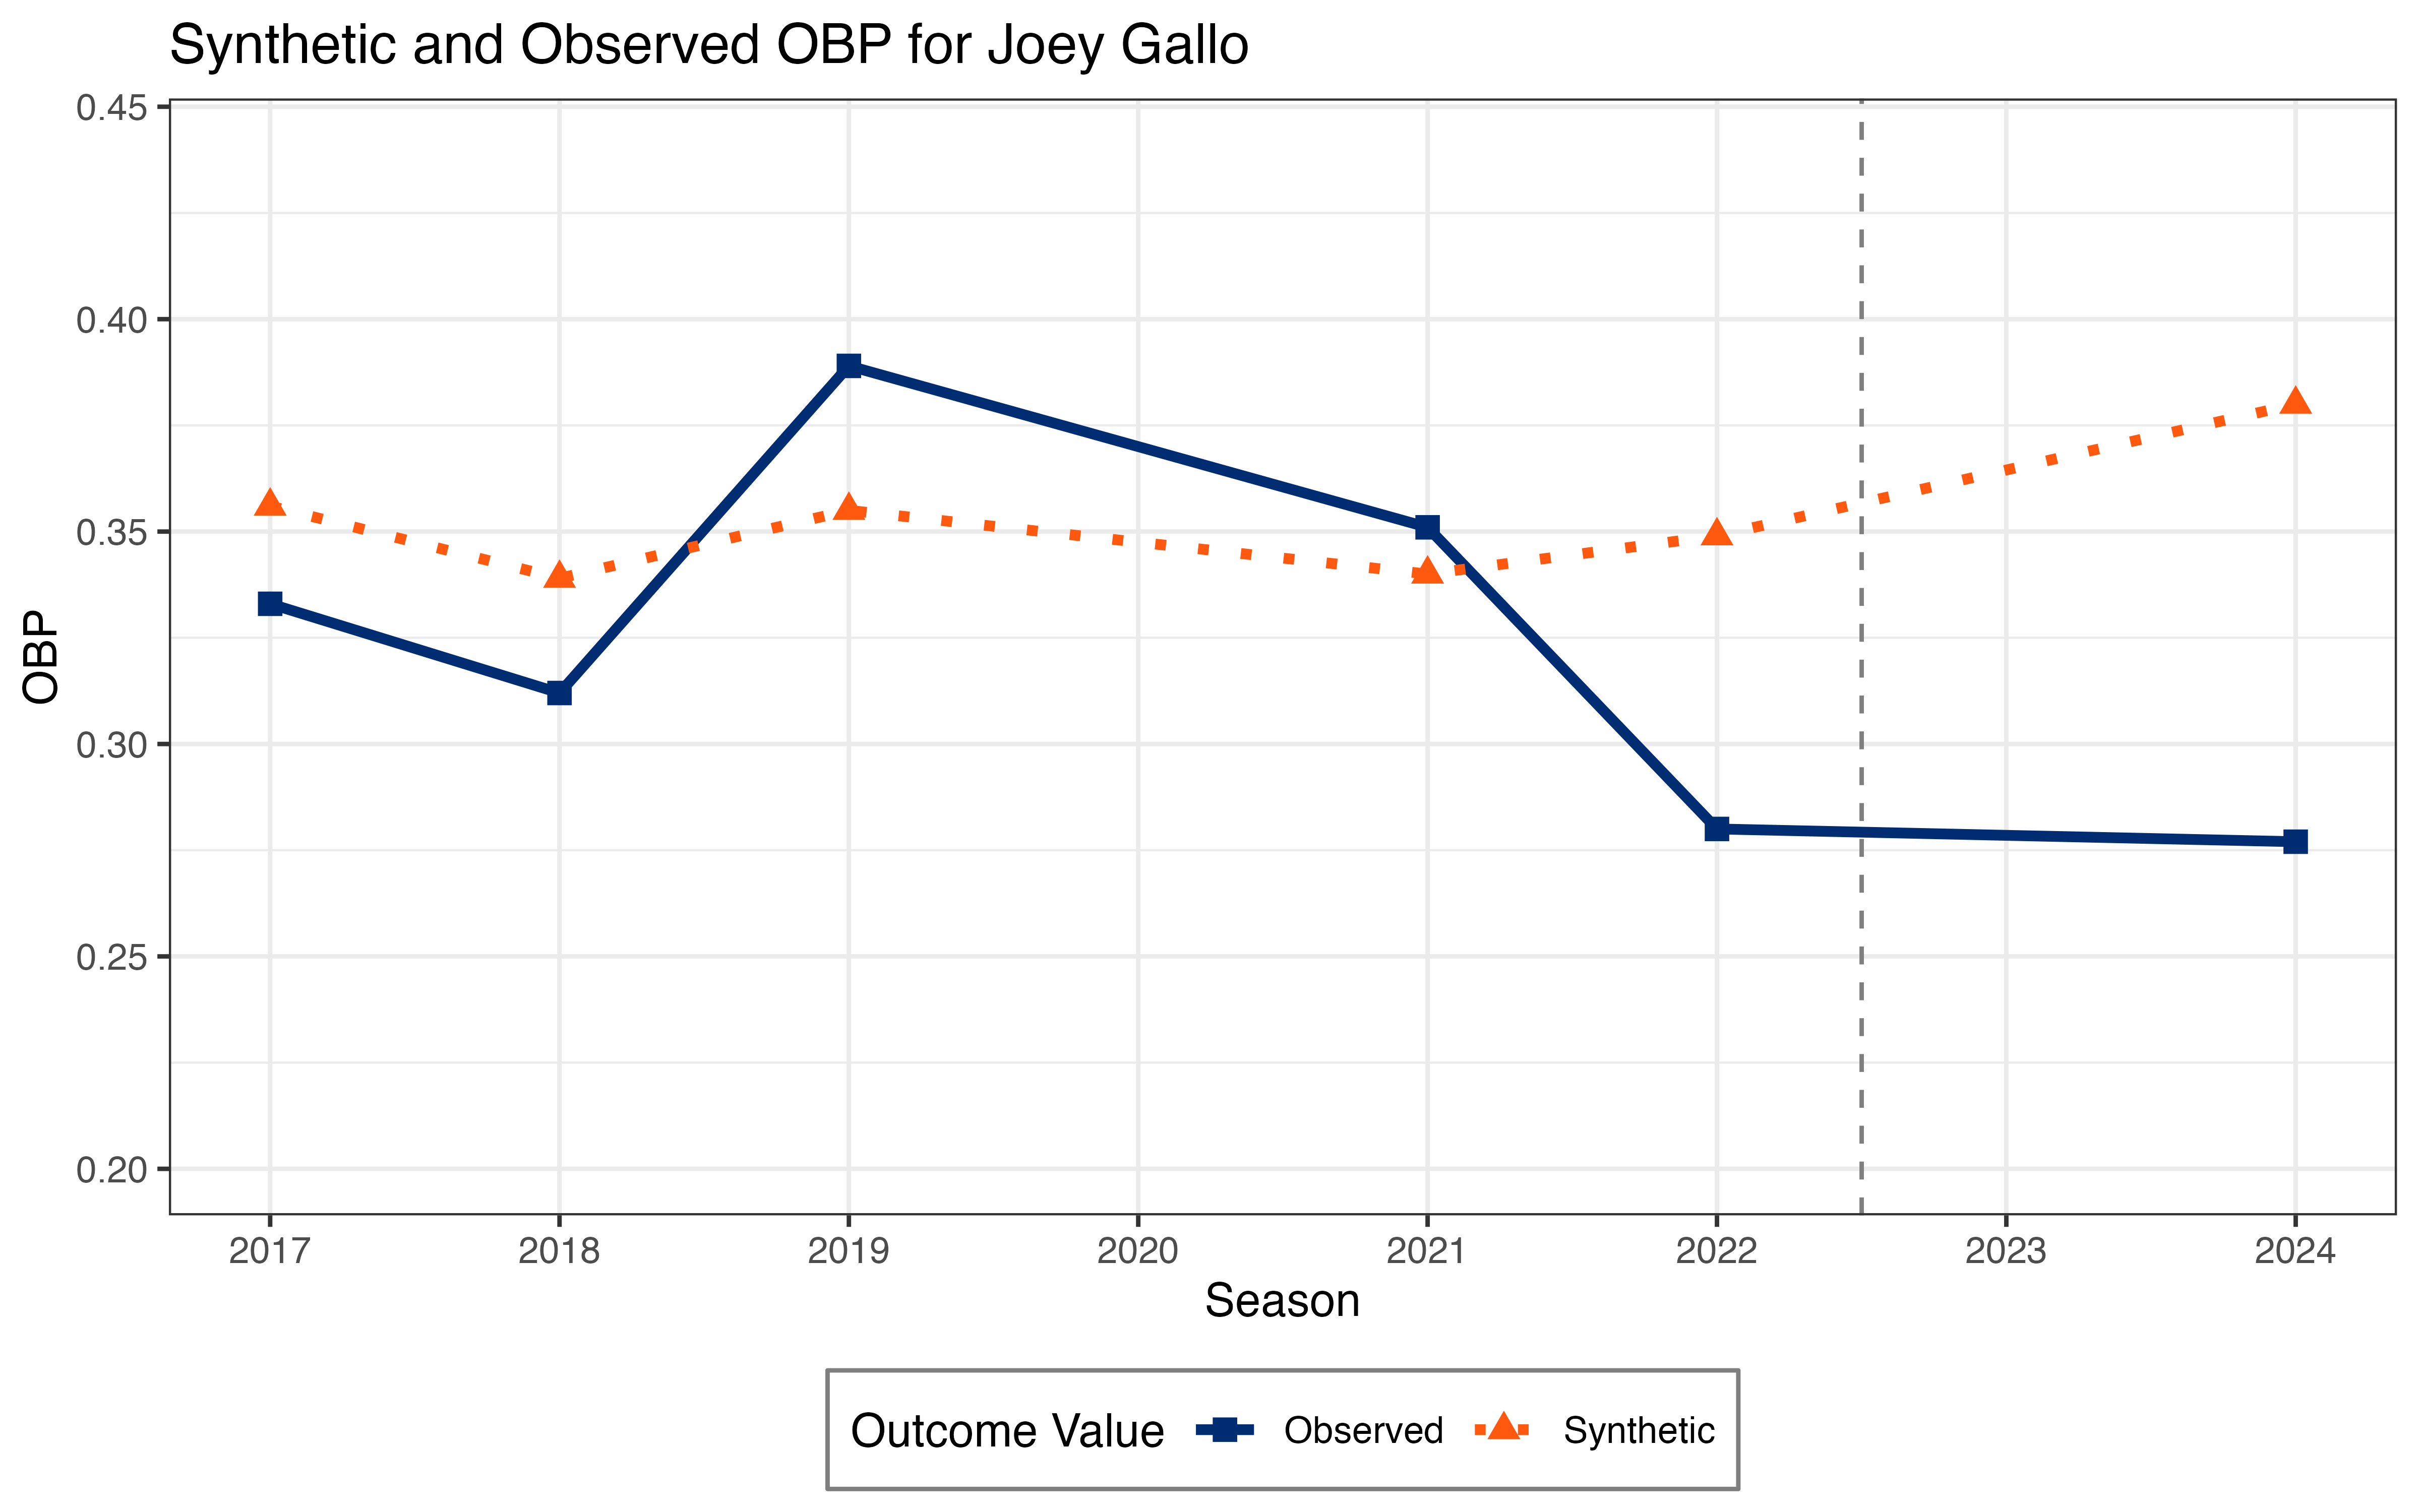 Synthetic and Observed OBP for Joey Gallo
0.45
0.40
0.35
0.30
0.25
0.20
OBP
2017 2018 2019 2020 2021 2022 2023 2024
Season
Outcome Value Observed Synthetic